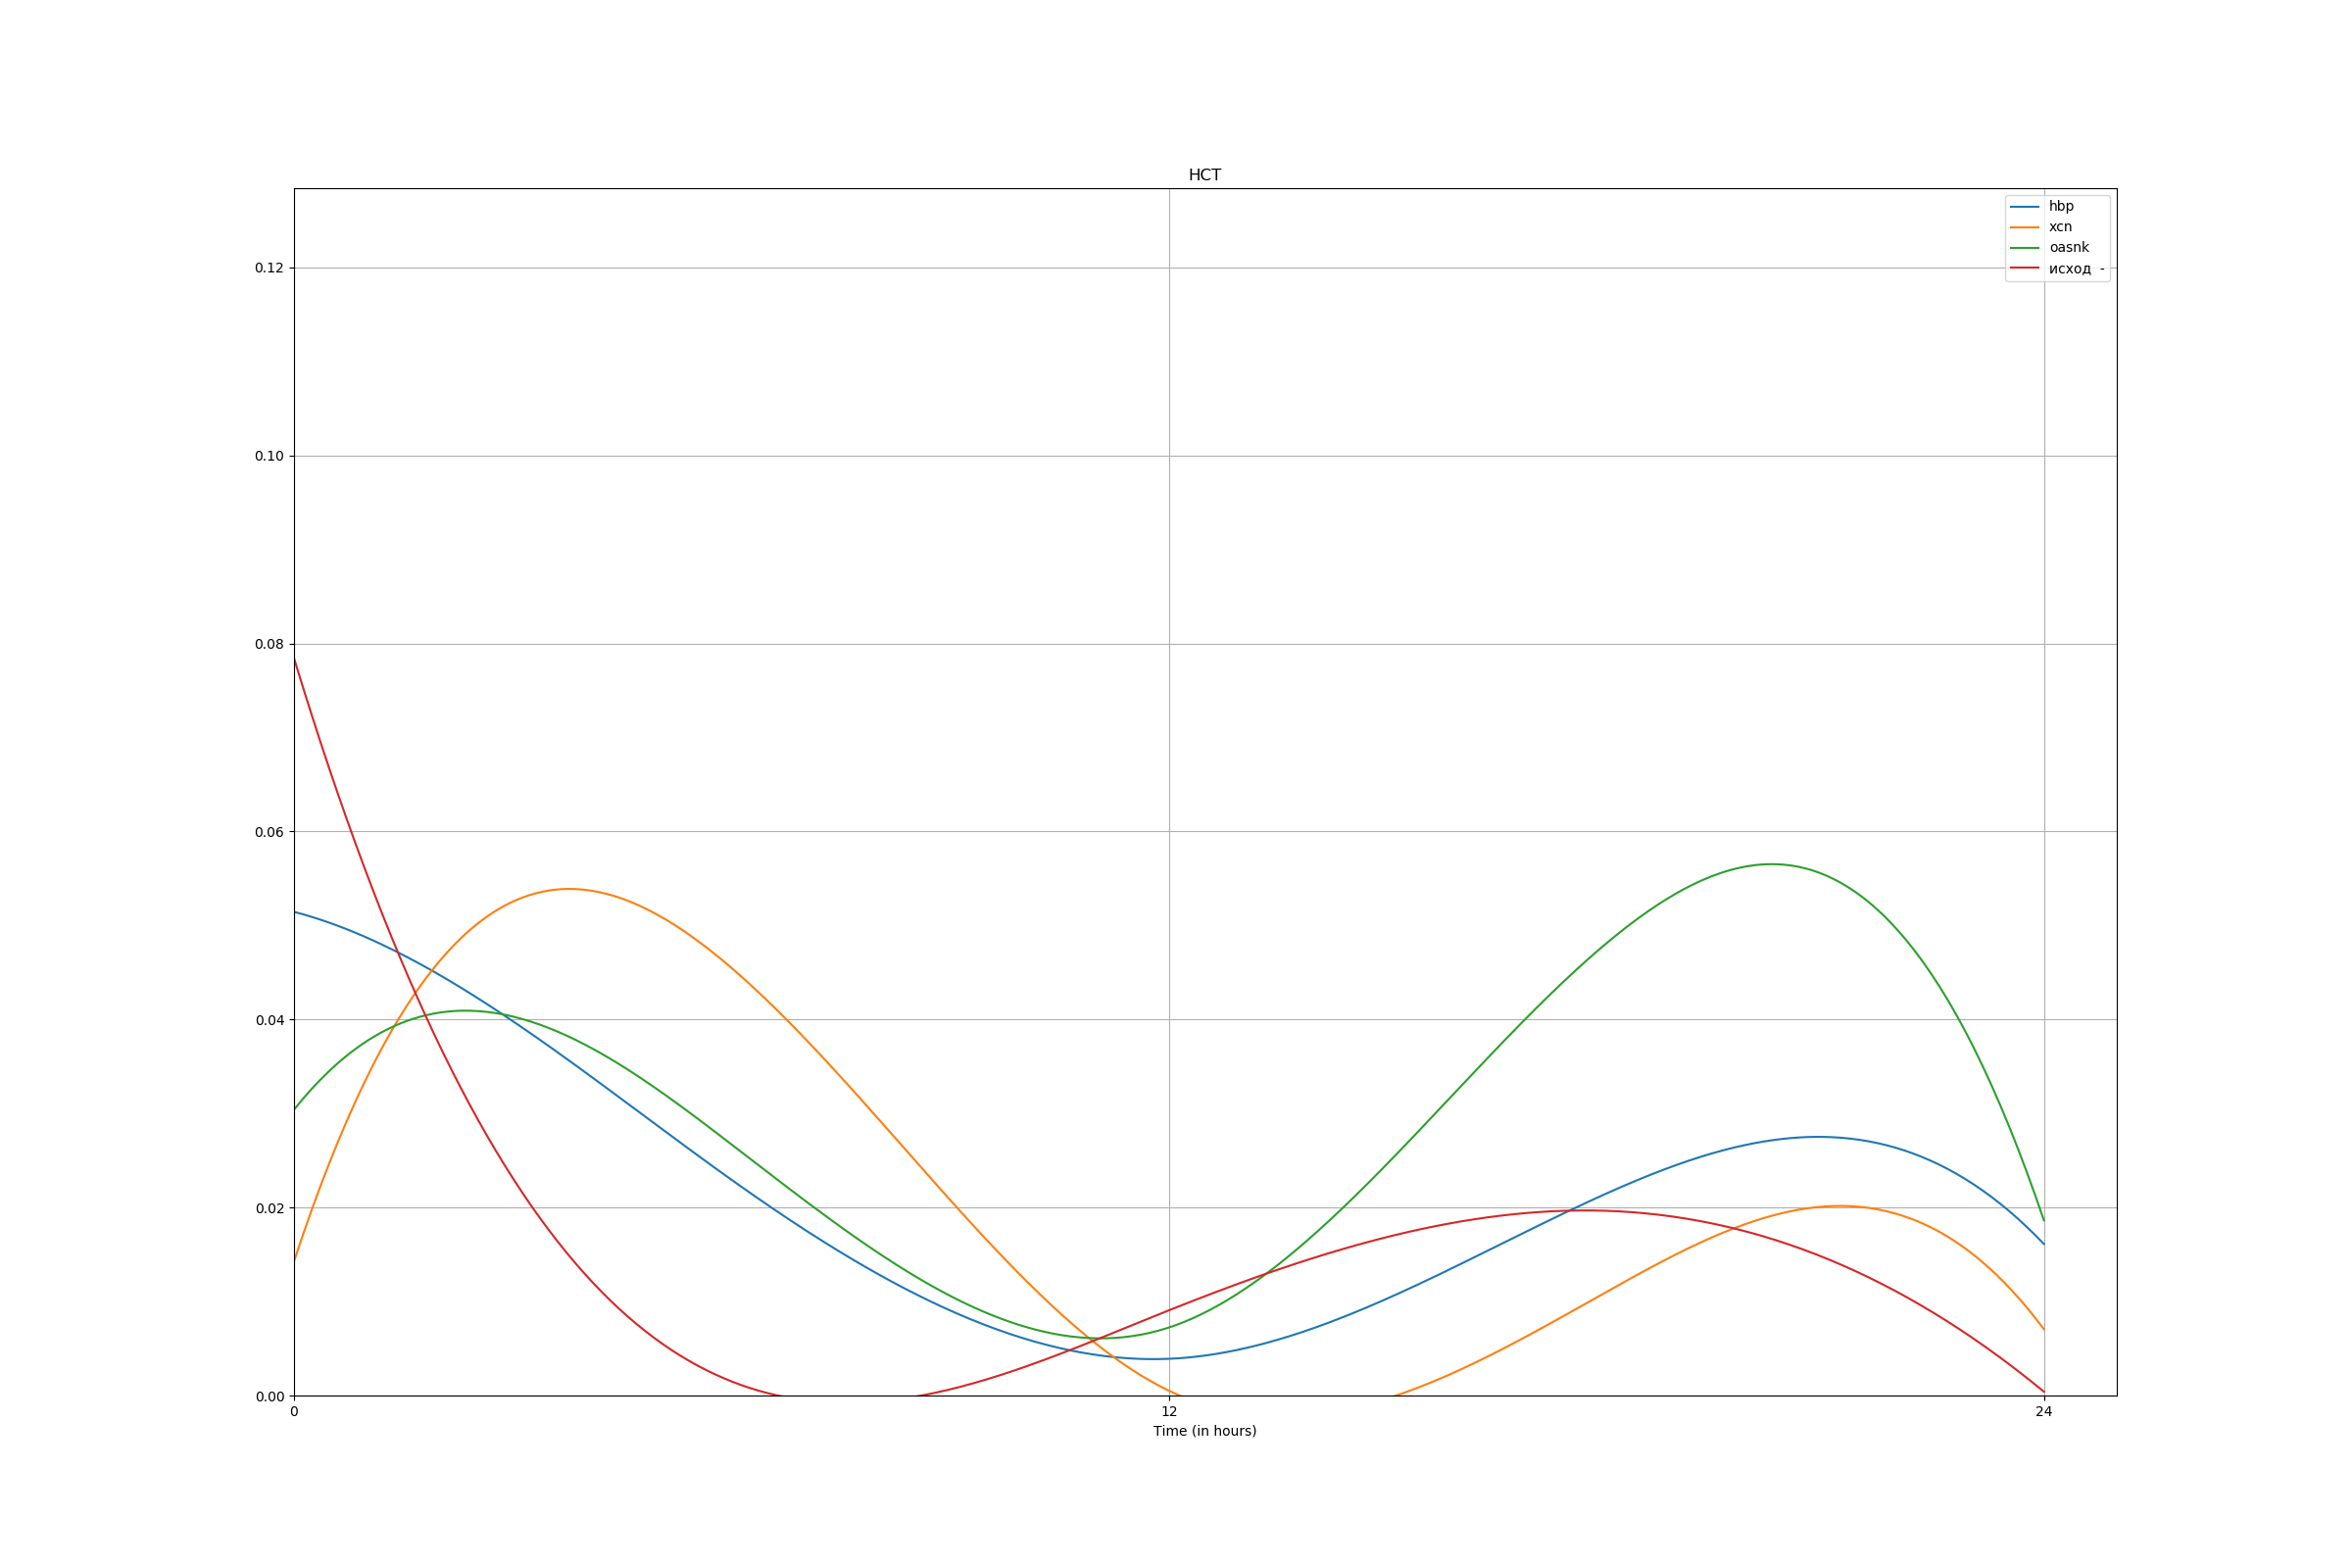 HCT
hbp
xcn
oasnk
исход -
0.12
0.10
0.08
0.06
0.04
0.02
0.00
0 12 24
Time (in hours)